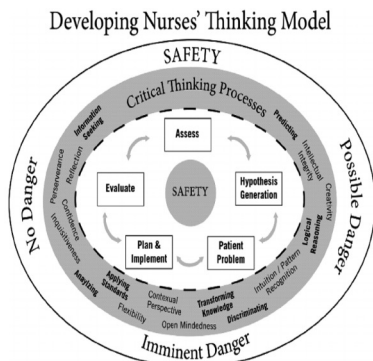 Developing Nurses' Thinking Model
SAFETY
Critical Thinking Processes
Information
Seeking
Reflection
Perserverance
Confidence
Inquisitiveness
Analyzing
Applying
Standards
Flexibility
Contexual
Perspective
Open Mindedness
Transforming
Knowledge
Discriminating
Intuition / Pattern
Recognition
Logical
Reasoning
Creativity
Intellectual
Integrity
Predicting
Assess
Hypothesis
Generation
Patient
Problem
Plan &
Implement
Evaluate
SAFETY
No Danger
Possible Danger
Imminent Danger